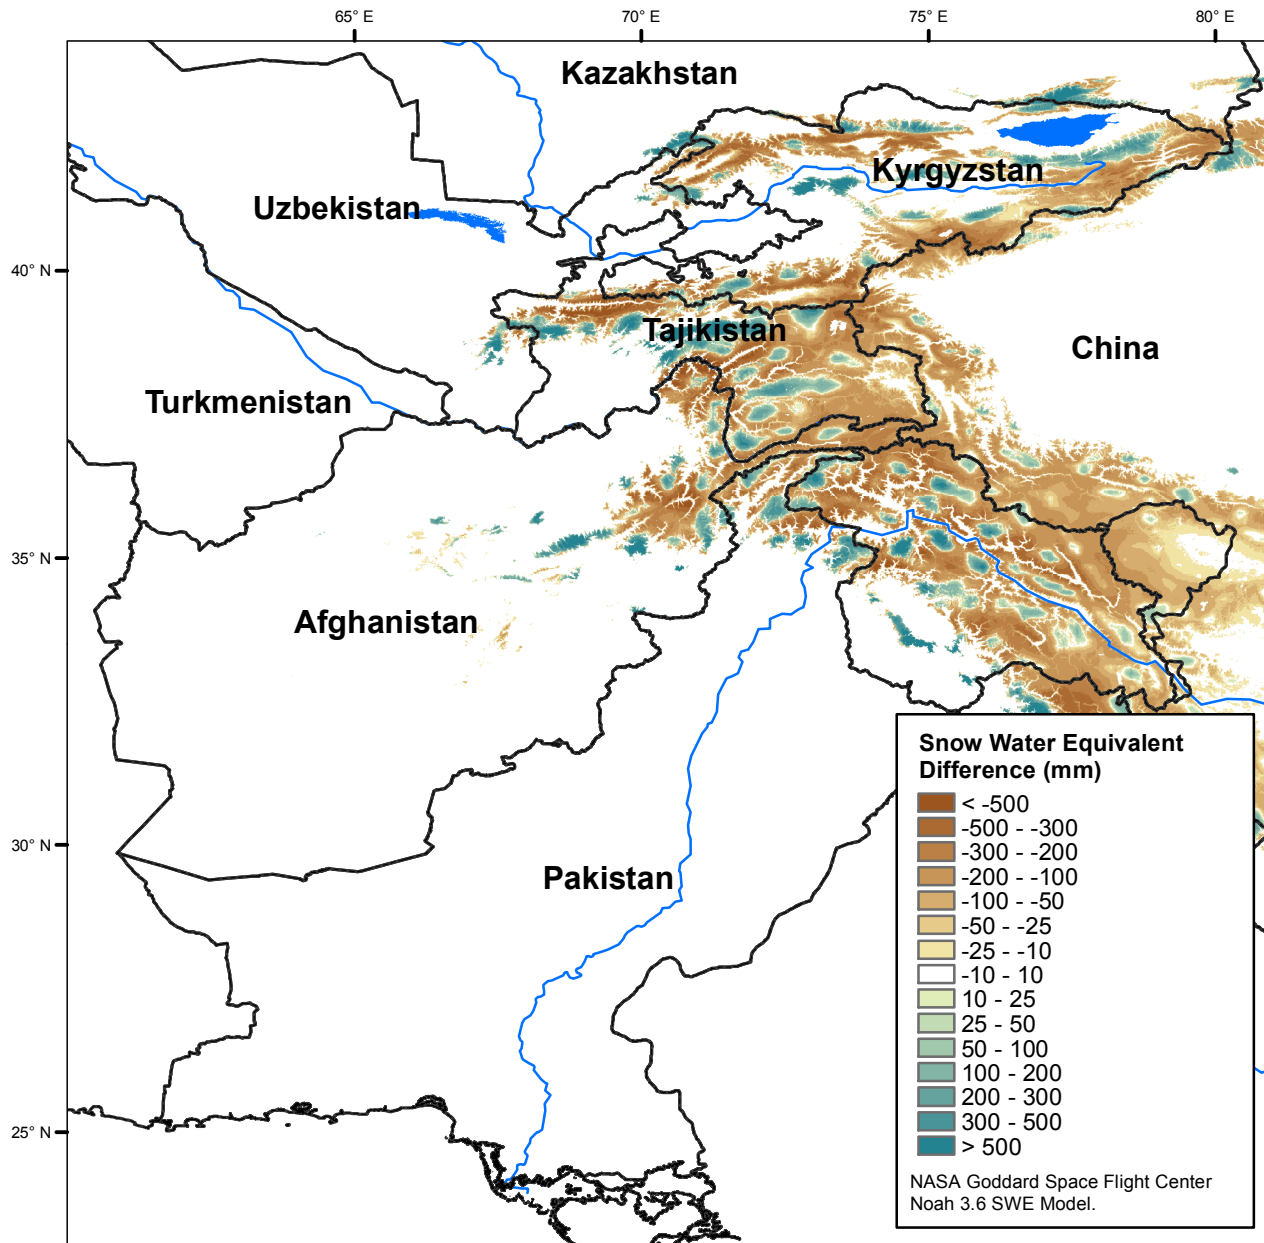 65° E
70° E
75° E
80° E
Kazakhstan
Kyrgyzstan
Uzbekistan
40° N
Tajikistan
China
Turkmenistan
35° N
Afghanistan
Snow Water Equivalent
Difference (mm)
< -500
-500 - -300
-300 - -200
-200 - -100
-100 - -50
-50 - -25
-25 - -10
-10 - 10
10 - 25
25 - 50
50 - 100
100 - 200
200 - 300
300 - 500
> 500
NASA Goddard Space Flight Center
Noah 3.6 SWE Model.
30° N
Pakistan
25° N